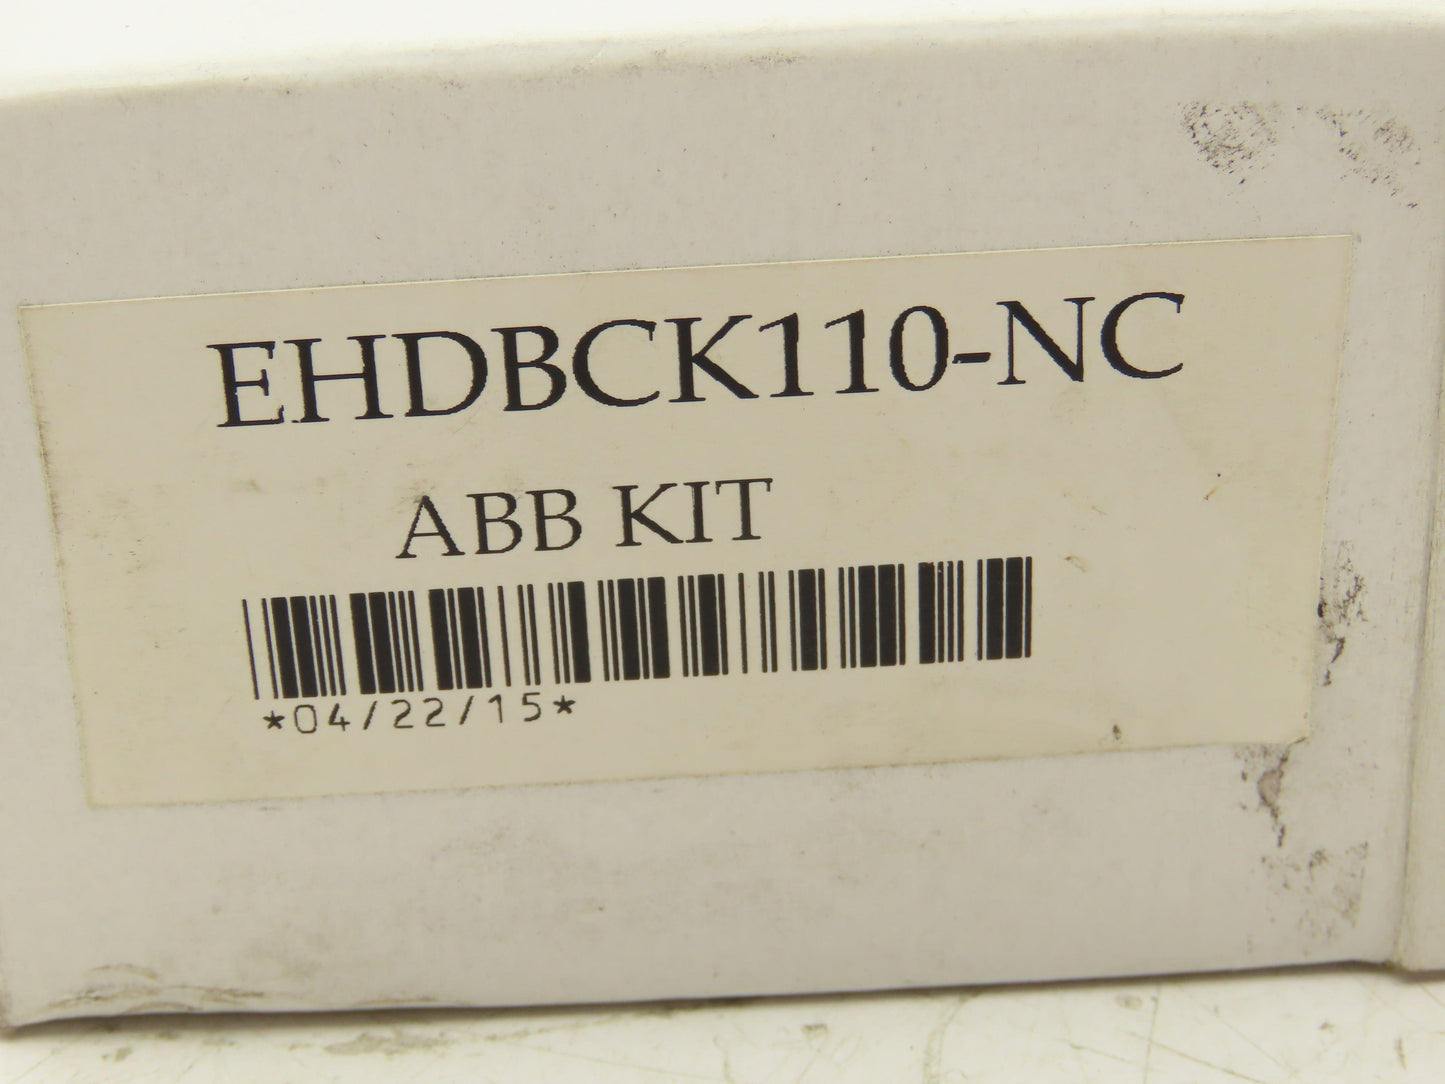 EHDBCK110-NC
ABB KIT
*04/22/15*